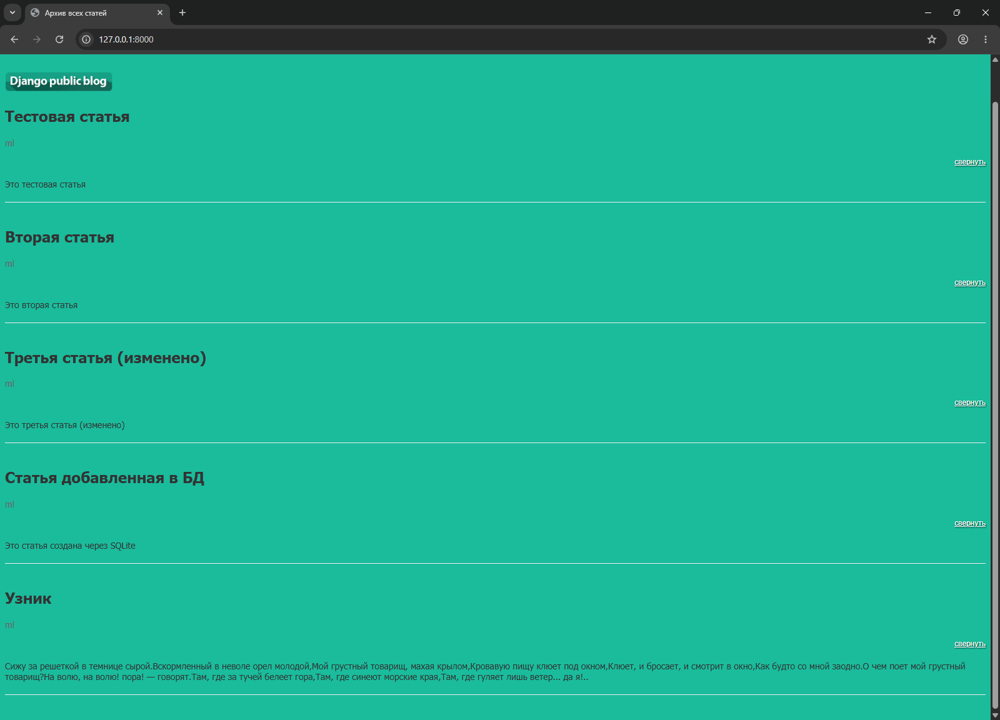 Архив всех статей
127.0.0.1:8000
Django public blog
Тестовая статья
ml
свернуть
Это тестовая статья
Вторая статья
ml
свернуть
Это вторая статья
Третья статья (изменено)
ml
свернуть
Это третья статья (изменено)
Статья добавленная в БД
ml
свернуть
Это статья создана через SQLite
Узник
ml
свернуть
Сижу за решеткой в темнице сырой.Вскормленный в неволе орел молодой,Мой грустный товарищ, махая крылом,Кровавую пищу клюет под окном,Клюет, и бросает, и смотрит в окно,Как будто со мной заодно.О чем поет мой грустный
товарищ?На волю, на волю! пора! — говорят.Там, где за тучей белеет гора,Там, где синеют морские края,Там, где гуляет лишь ветер... да я!..